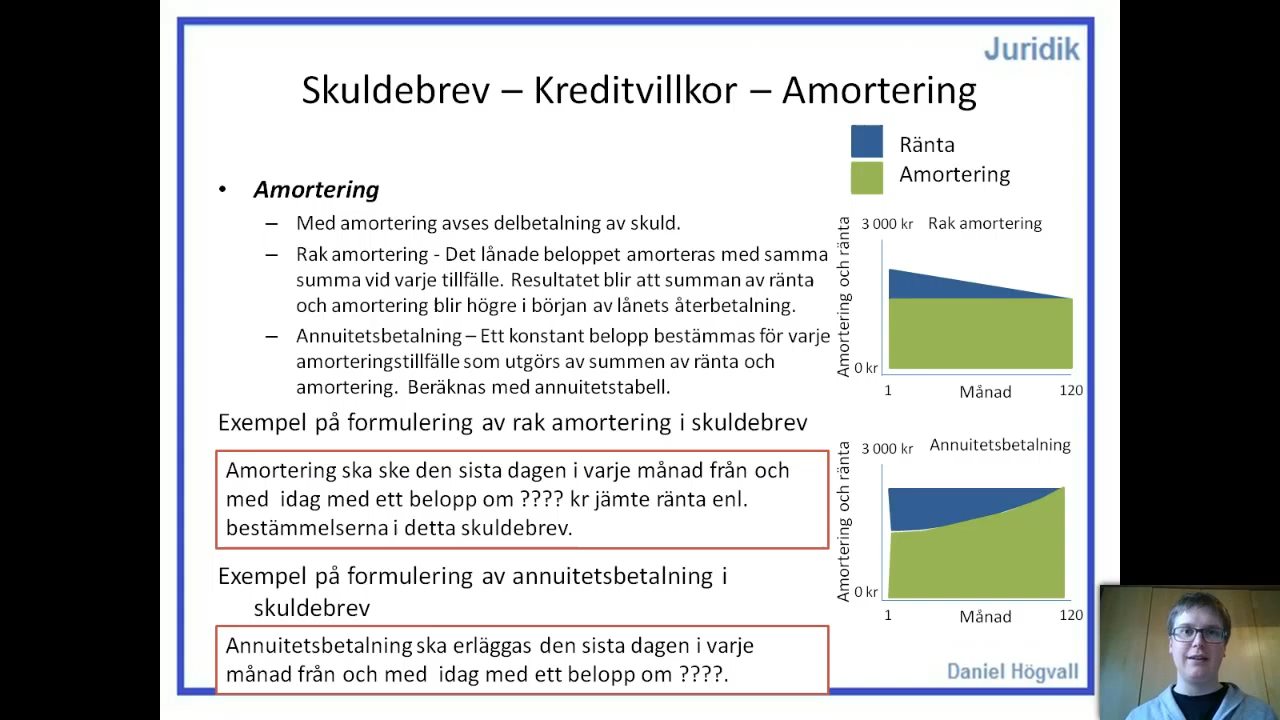 Juridik
Skuldebrev – Kreditvillkor – Amortering
Ränta
Amortering
• Amortering
– Med amortering avses delbetalning av skuld.
– Rak amortering - Det lånade beloppet amorteras med samma
summa vid varje tillfälle. Resultatet blir att summan av ränta
och amortering blir högre i början av lånets återbetalning.
– Annuitetsbetalning – Ett konstant belopp bestämmas för varje
amorteringstillfälle som utgörs av summen av ränta och
amortering. Beräknas med annuitetstabell.
Exempel på formulering av rak amortering i skuldebrev
Amortering ska ske den sista dagen i varje månad från och
med idag med ett belopp om ???? kr jämte ränta enl.
bestämmelserna i detta skuldebrev.
Exempel på formulering av annuitetsbetalning i
skuldebrev
Annuitetsbetalning ska erläggas den sista dagen i varje
månad från och med idag med ett belopp om ????.
3 000 kr Rak amortering
Amortering och ränta
0 kr
1 Månad 120
3 000 kr Annuitetsbetalning
Amortering och ränta
0 kr
1 Månad 120
Daniel Högvall